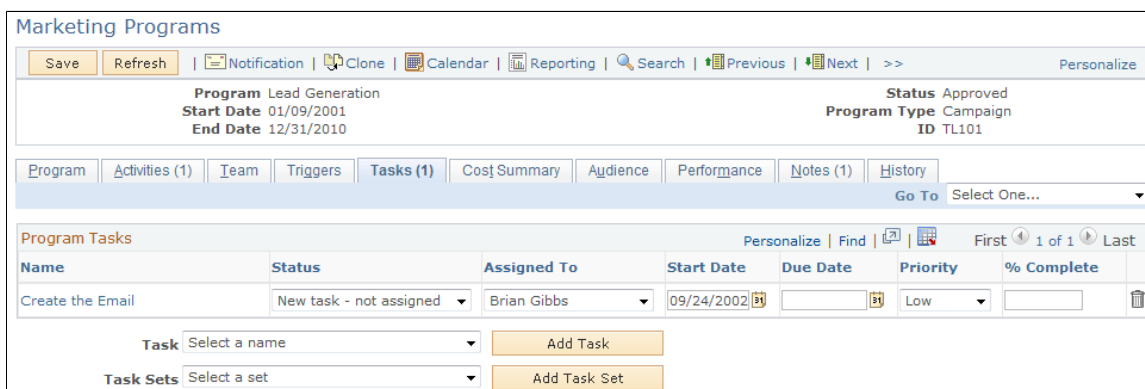 Marketing Programs
Save Refresh | Notification | Clone | Calendar | Reporting | Search | Previous | Next | >> Personalize
Program Lead Generation Status Approved
Start Date 01/09/2001 Program Type Campaign
End Date 12/31/2010 ID TL101
Program Activities (1) Team Triggers Tasks (1) Cost Summary Audience Performance Notes (1) History
Go To Select One...
Program Tasks Personalize | Find | | First 1 of 1 Last
Name Status Assigned To Start Date Due Date Priority % Complete
Create the Email New task - not assigned Brian Gibbs 09/24/2002 31 31 Low
Task Select a name Add Task
Task Sets Select a set Add Task Set